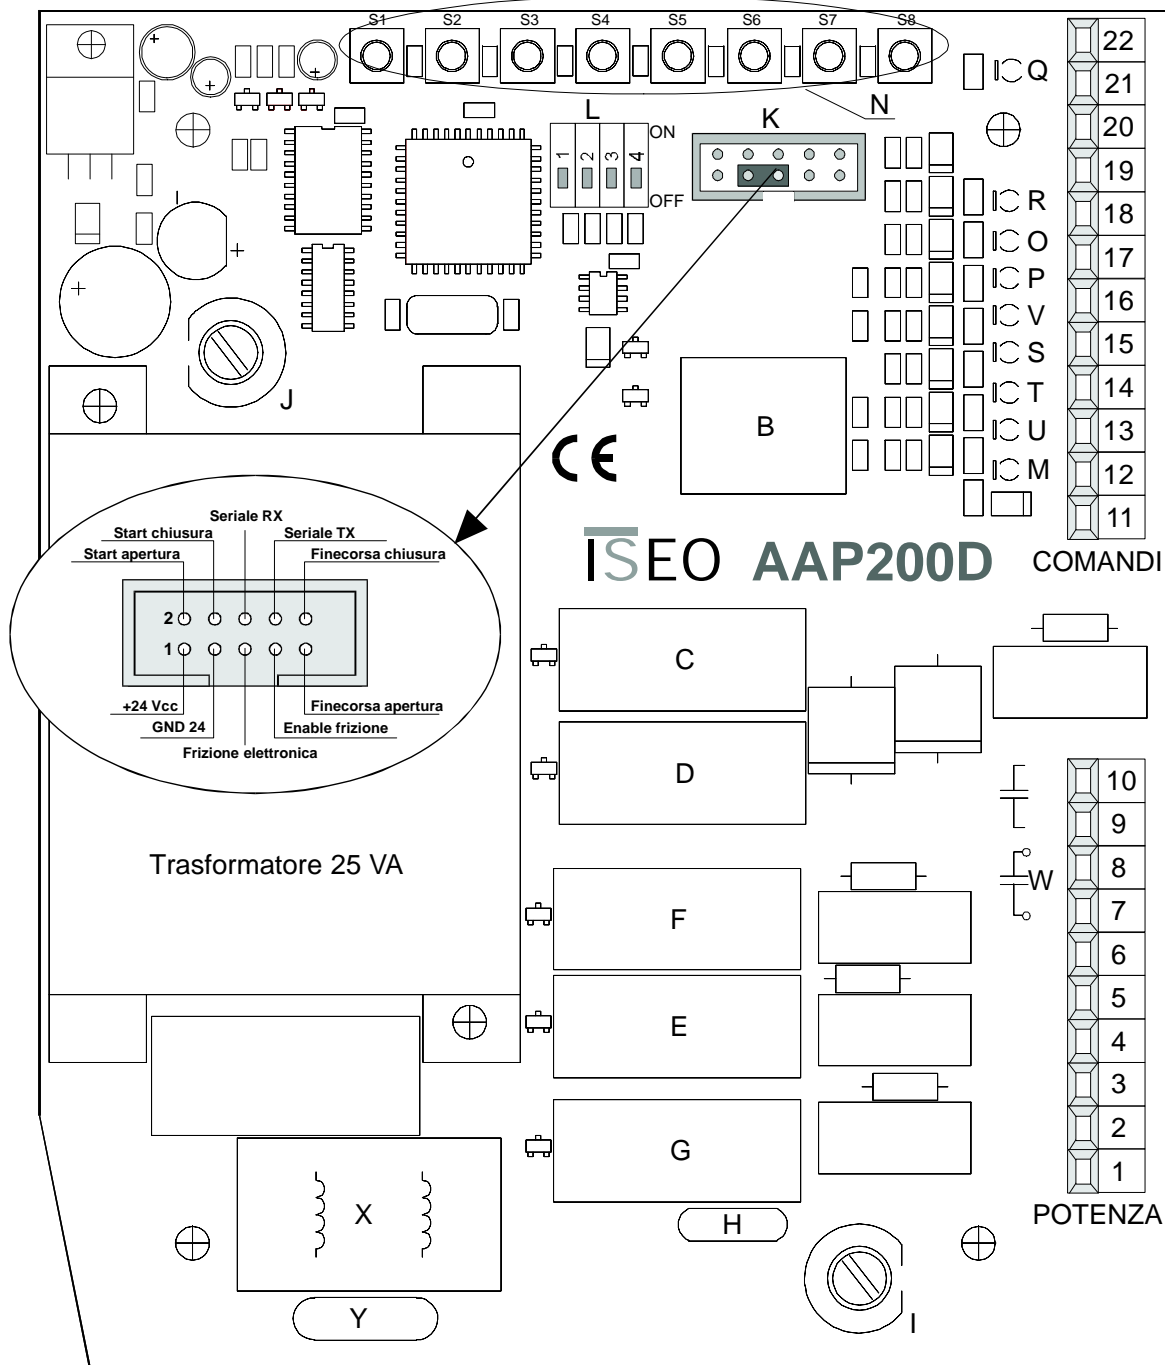 S1 S2 S3 S4 S5 S6 S7 S8
22
Q
21
N
L
K
ON
1 2 3 4
OFF
20
19
R
18
O
17
P
16
V
15
S
J
T
14
B
U
13
M
12
11
CE
ISEO AAP200D
COMANDI
Seriale RX
Start chiusura
Seriale TX
Start apertura
Finecorsa chiusura
2
1
+24 Vcc
Finecorsa apertura
GND 24
Enable frizione
Frizione elettronica
C
D
10
9
Trasformatore 25 VA
8
W
7
F
6
5
E
4
3
2
G
1
POTENZA
X
H
Y
I